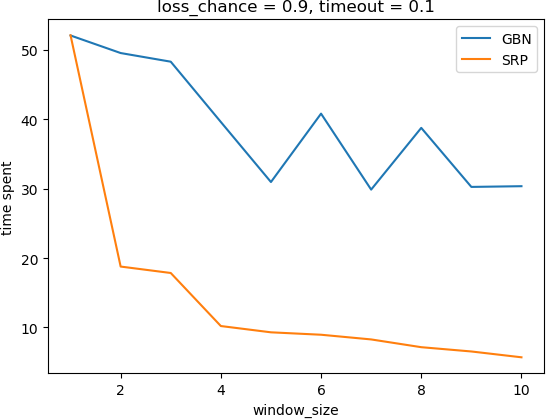 loss_chance = 0.9, timeout = 0.1
GBN
SRP
50
40
30
20
10
time spent
2 4 6 8 10
window_size